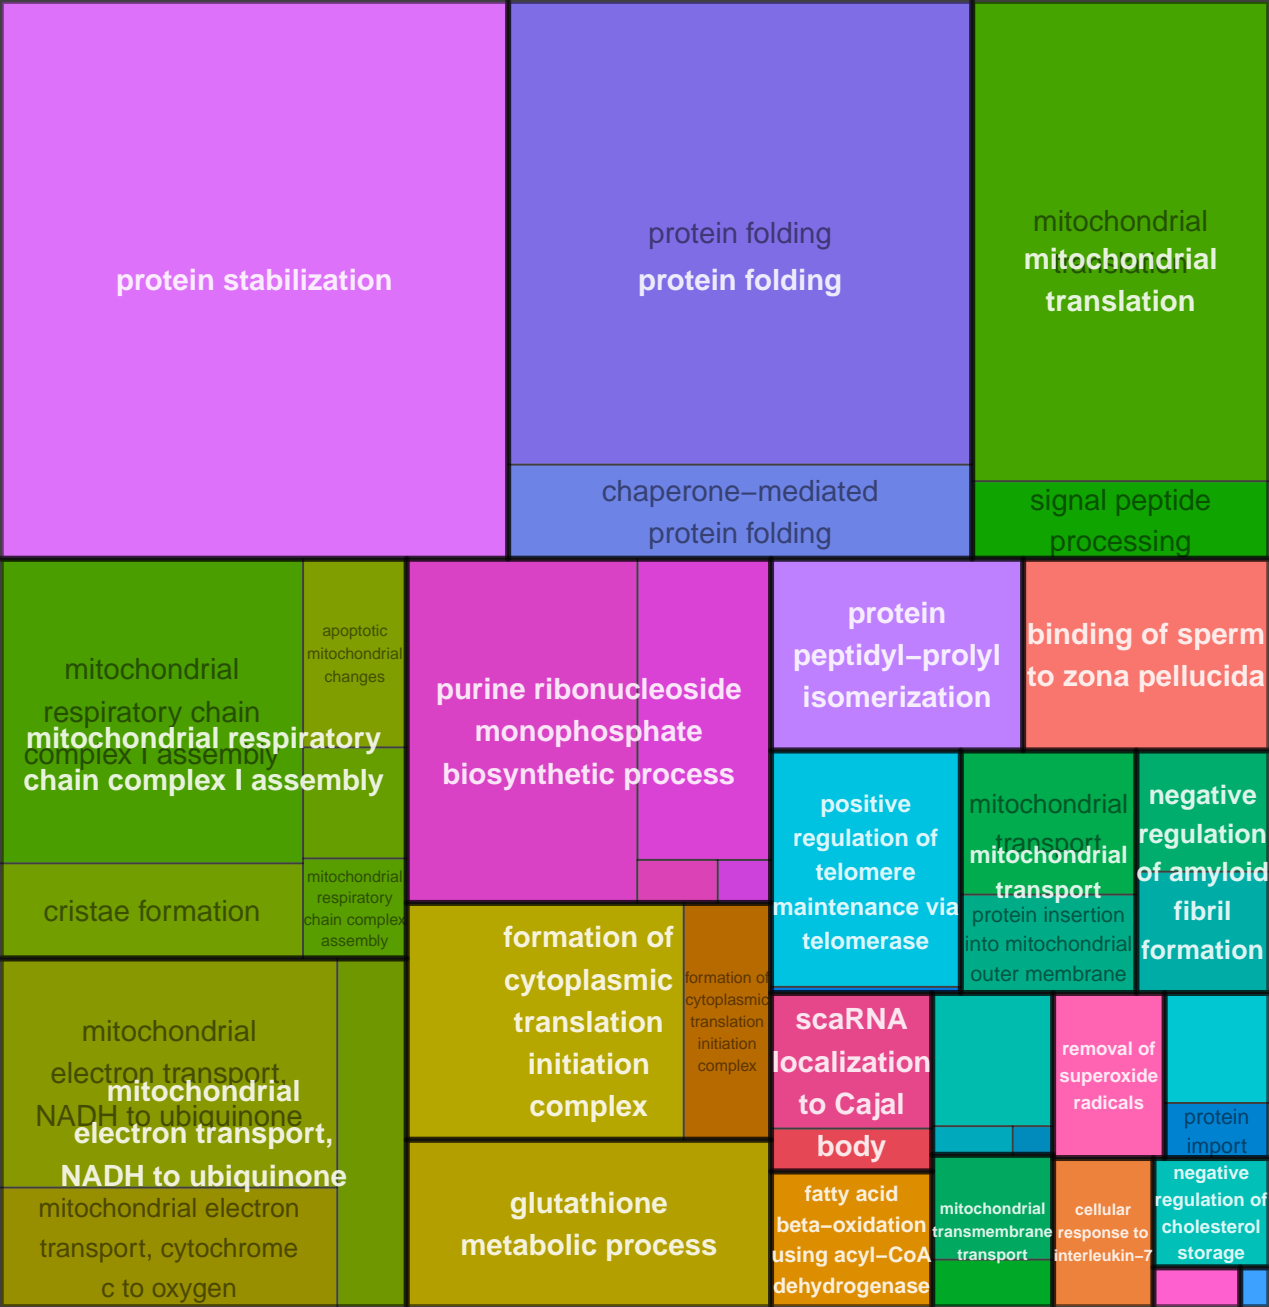 protein stabilization
protein folding
protein folding
chaperone−mediated
protein folding
mitochondrial
translation
mitochondrial
translation
signal peptide
processing
mitochondrial
respiratory chain
complex I assembly
mitochondrial respiratory
chain complex I assembly
apoptotic
mitochondrial
changes
cristae formation
mitochondrial
respiratory
chain complex
assembly
mitochondrial
electron transport,
NADH to ubiquinone
mitochondrial
electron transport,
NADH to ubiquinone
mitochondrial electron
transport, cytochrome
c to oxygen
purine ribonucleoside
monophosphate
biosynthetic process
formation of
cytoplasmic
translation
initiation
complex
formation of
cytoplasmic
translation
initiation
complex
glutathione
metabolic process
protein
peptidyl−prolyl
isomerization
binding of sperm
to zona pellucida
positive
regulation of
telomere
maintenance via
telomerase
mitochondrial
transport
mitochondrial
transport
protein insertion
into mitochondrial
outer membrane
negative
regulation
of amyloid
fibril
formation
scaRNA
localization
to Cajal
body
removal of
superoxide
radicals
protein
import
fatty acid
beta−oxidation
using acyl−CoA
dehydrogenase
mitochondrial
transmembrane
transport
cellular
response to
interleukin−7
negative
regulation of
cholesterol
storage